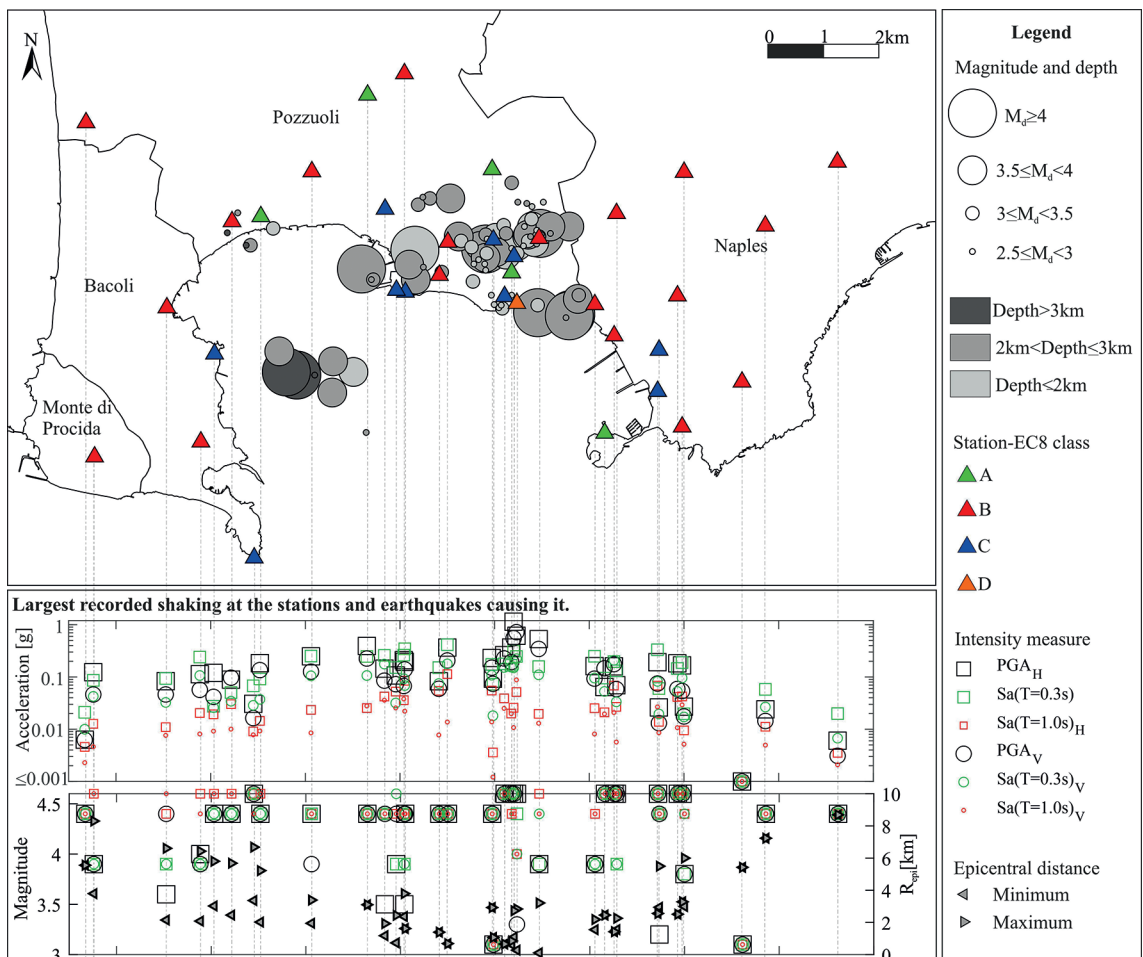 N
0 1 2km
Pozzuoli
Naples
Bacoli
Monte di
Procida
Legend
Magnitude and depth
Md≥4
3.5≤Md<4
3≤Md<3.5
2.5≤Md<3
Depth>3km
2km<Depth≤3km
Depth<2km
Station-EC8 class
A
B
C
D
Largest recorded shaking at the stations and earthquakes causing it.
Acceleration [g]
1
0.1
0.01
≤0.001
Magnitude
4.5
4
3.5
3
10
8
6
4
2
0
Repi[km]
Intensity measure
PGAH
Sa(T=0.3s)
Sa(T=1.0s)H
PGAV
Sa(T=0.3s)V
Sa(T=1.0s)V
Epicentral distance
Minimum
Maximum